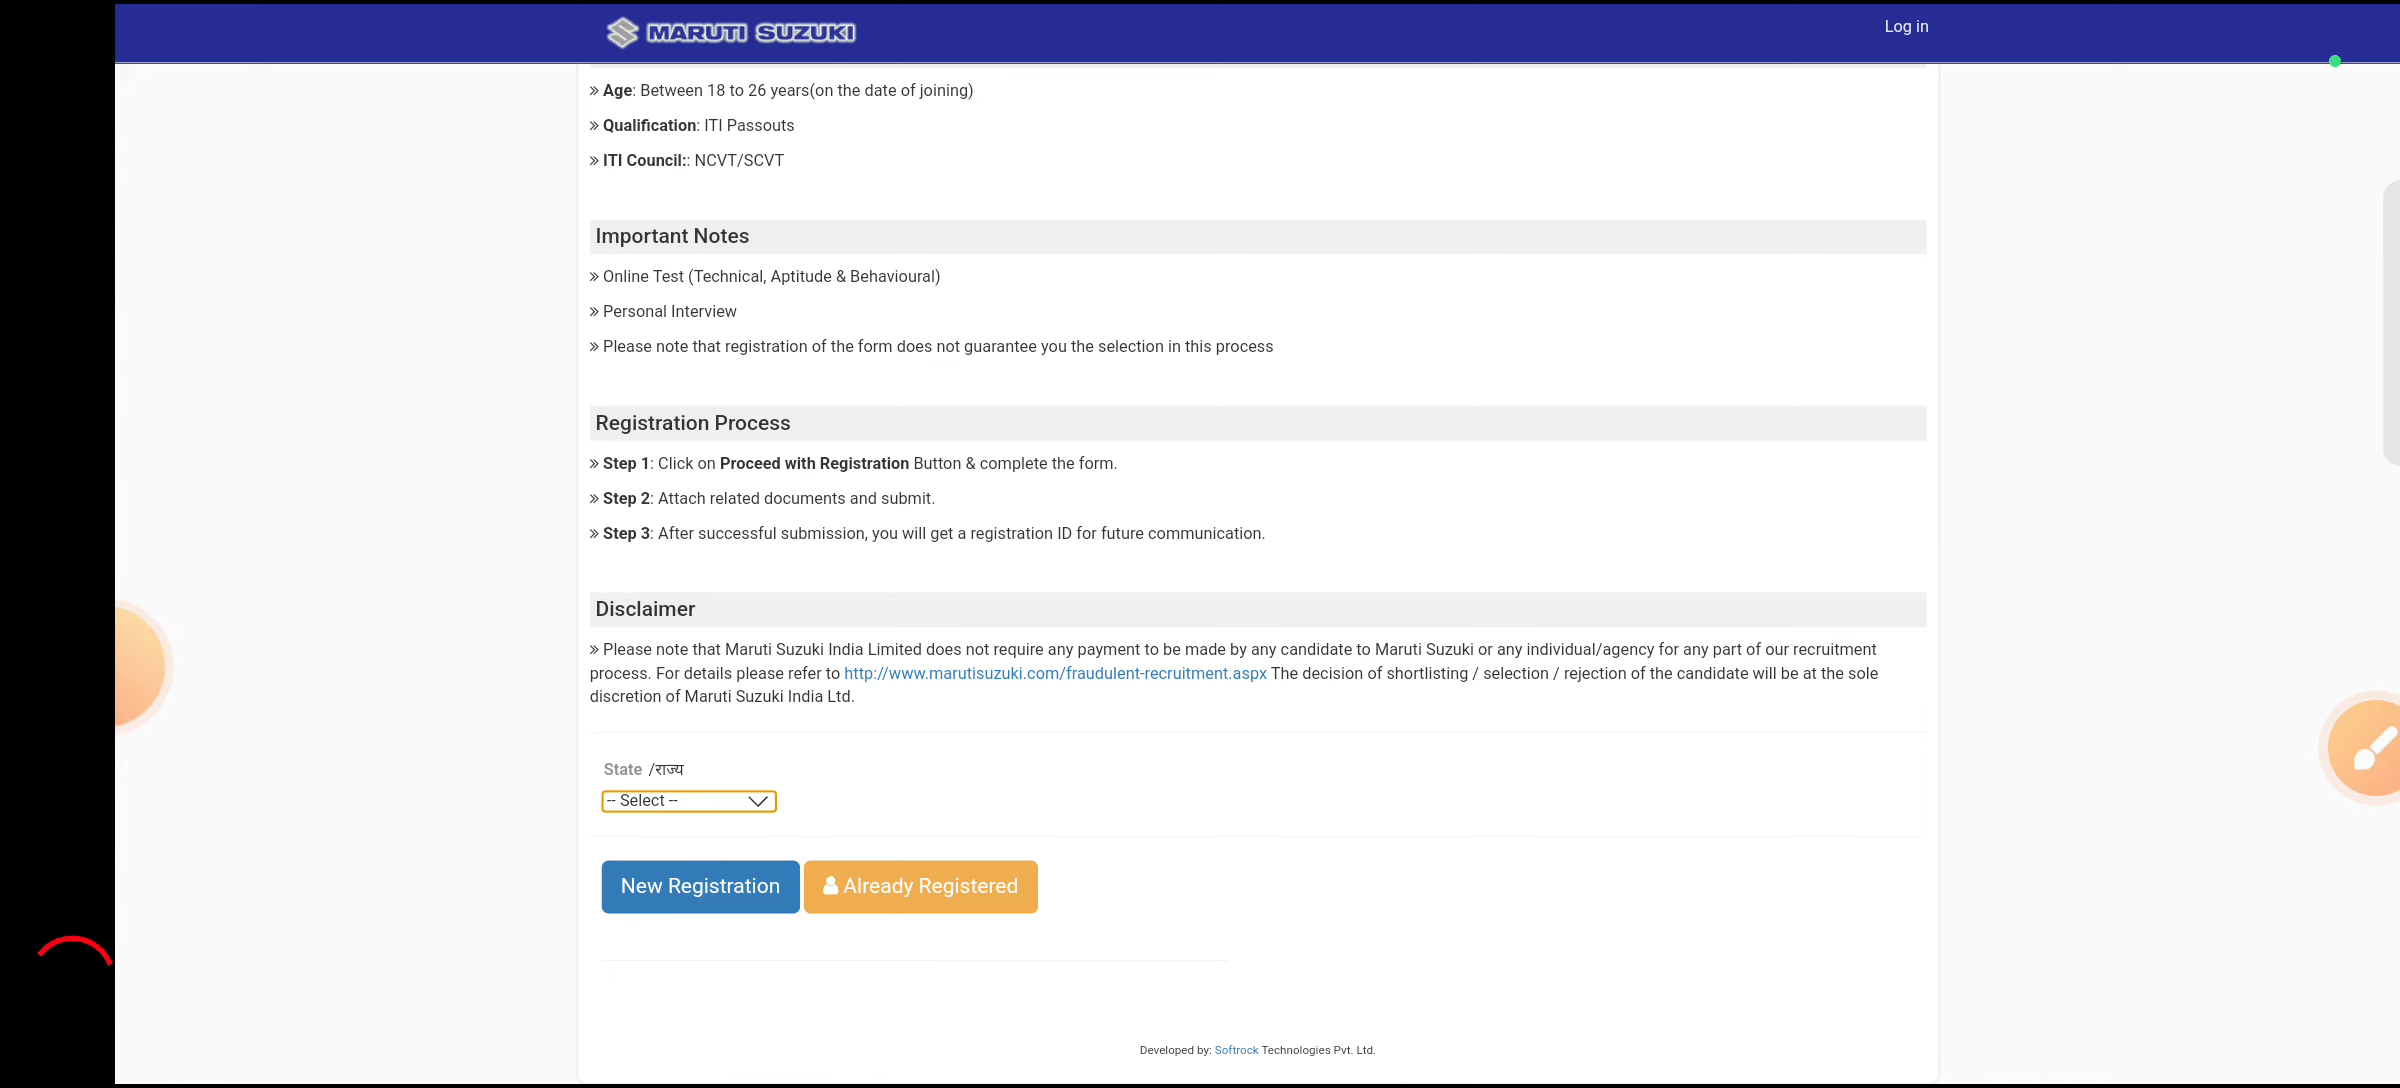 MARUTI SUZUKI
Log in
» Age: Between 18 to 26 years(on the date of joining)
» Qualification: ITI Passouts
» ITI Council:: NCVT/SCVT
Important Notes
» Online Test (Technical, Aptitude & Behavioural)
» Personal Interview
» Please note that registration of the form does not guarantee you the selection in this process
Registration Process
» Step 1: Click on Proceed with Registration Button & complete the form.
» Step 2: Attach related documents and submit.
» Step 3: After successful submission, you will get a registration ID for future communication.
Disclaimer
» Please note that Maruti Suzuki India Limited does not require any payment to be made by any candidate to Maruti Suzuki or any individual/agency for any part of our recruitment
process. For details please refer to http://www.marutisuzuki.com/fraudulent-recruitment.aspx The decision of shortlisting / selection / rejection of the candidate will be at the sole
discretion of Maruti Suzuki India Ltd.
State /राज्य
-- Select --
New Registration Already Registered
Developed by: Softrock Technologies Pvt. Ltd.